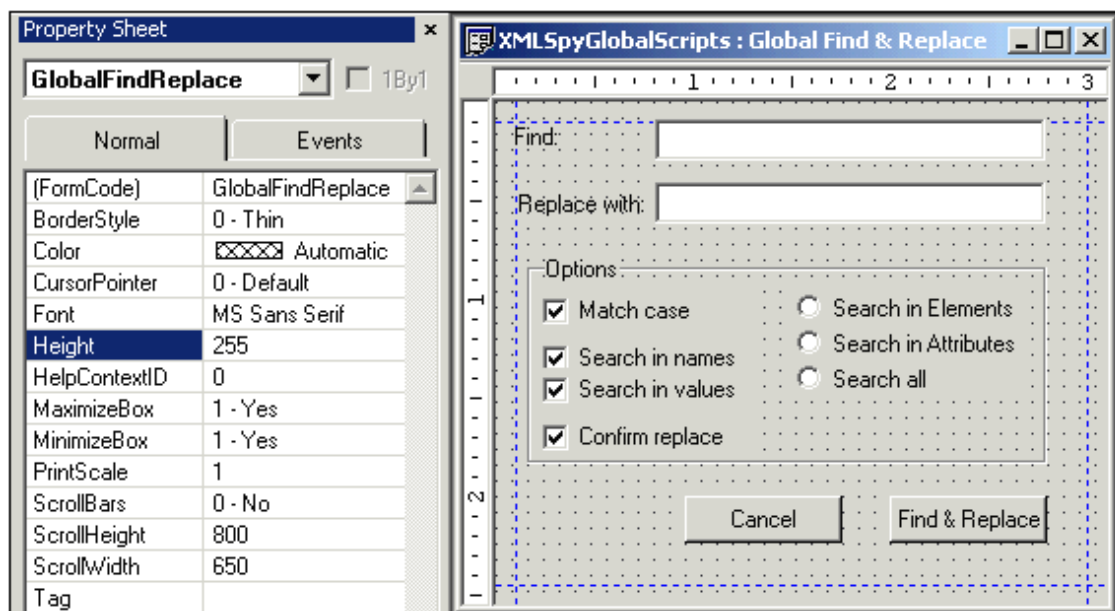 Property Sheet x
GlobalFindReplace 1By1
Normal Events
(FormCode) GlobalFindReplace
BorderStyle 0 - Thin
Color Automatic
CursorPointer 0 - Default
Font MS Sans Serif
Height 255
HelpContextID 0
MaximizeBox 1 - Yes
MinimizeBox 1 - Yes
PrintScale 1
ScrollBars 0 - No
ScrollHeight 800
ScrollWidth 650
Tag
XMLSpyGlobalScripts : Global Find & Replace
1 2 3
1
2
Find:
Replace with:
Options
Match case
Search in names
Search in values
Confirm replace
Search in Elements
Search in Attributes
Search all
Cancel Find & Replace